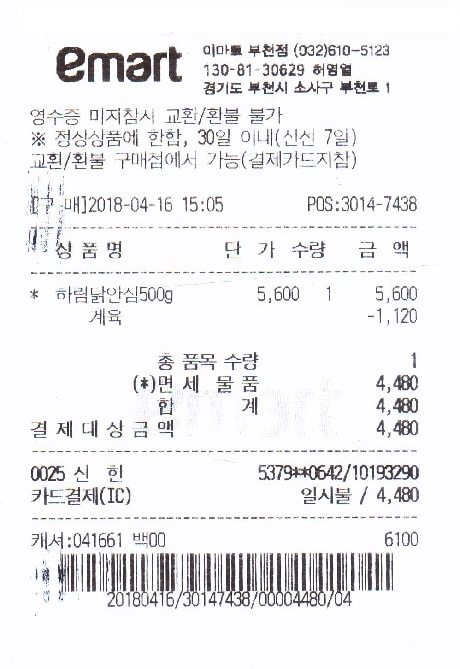 emart 이마트 부천점 (032)610-5123
130-81-30629 허영열
경기도 부천시 소사구 부천로 1
영수증 미지참시 교환/환불 불가
※ 정상상품에 한함, 30일 이내(신선 7일)
교환/환불 구매점에서 가능(결제카드지참)
[구 매]2018-04-16 15:05 POS:3014-7438
상 품 명 단 가 수량 금 액
* 하림닭안심500g 5,600 1 5,600
계육 -1,120
총 품목 수량 1
(*)면 세 물 품 4,480
합 계 4,480
결 제 대 상 금 액 4,480
0025 신 한 5379**0642/10193290
카드결제(IC) 일시불 / 4,480
캐셔:041661 백00 6100
20180416/30147438/00004480/04